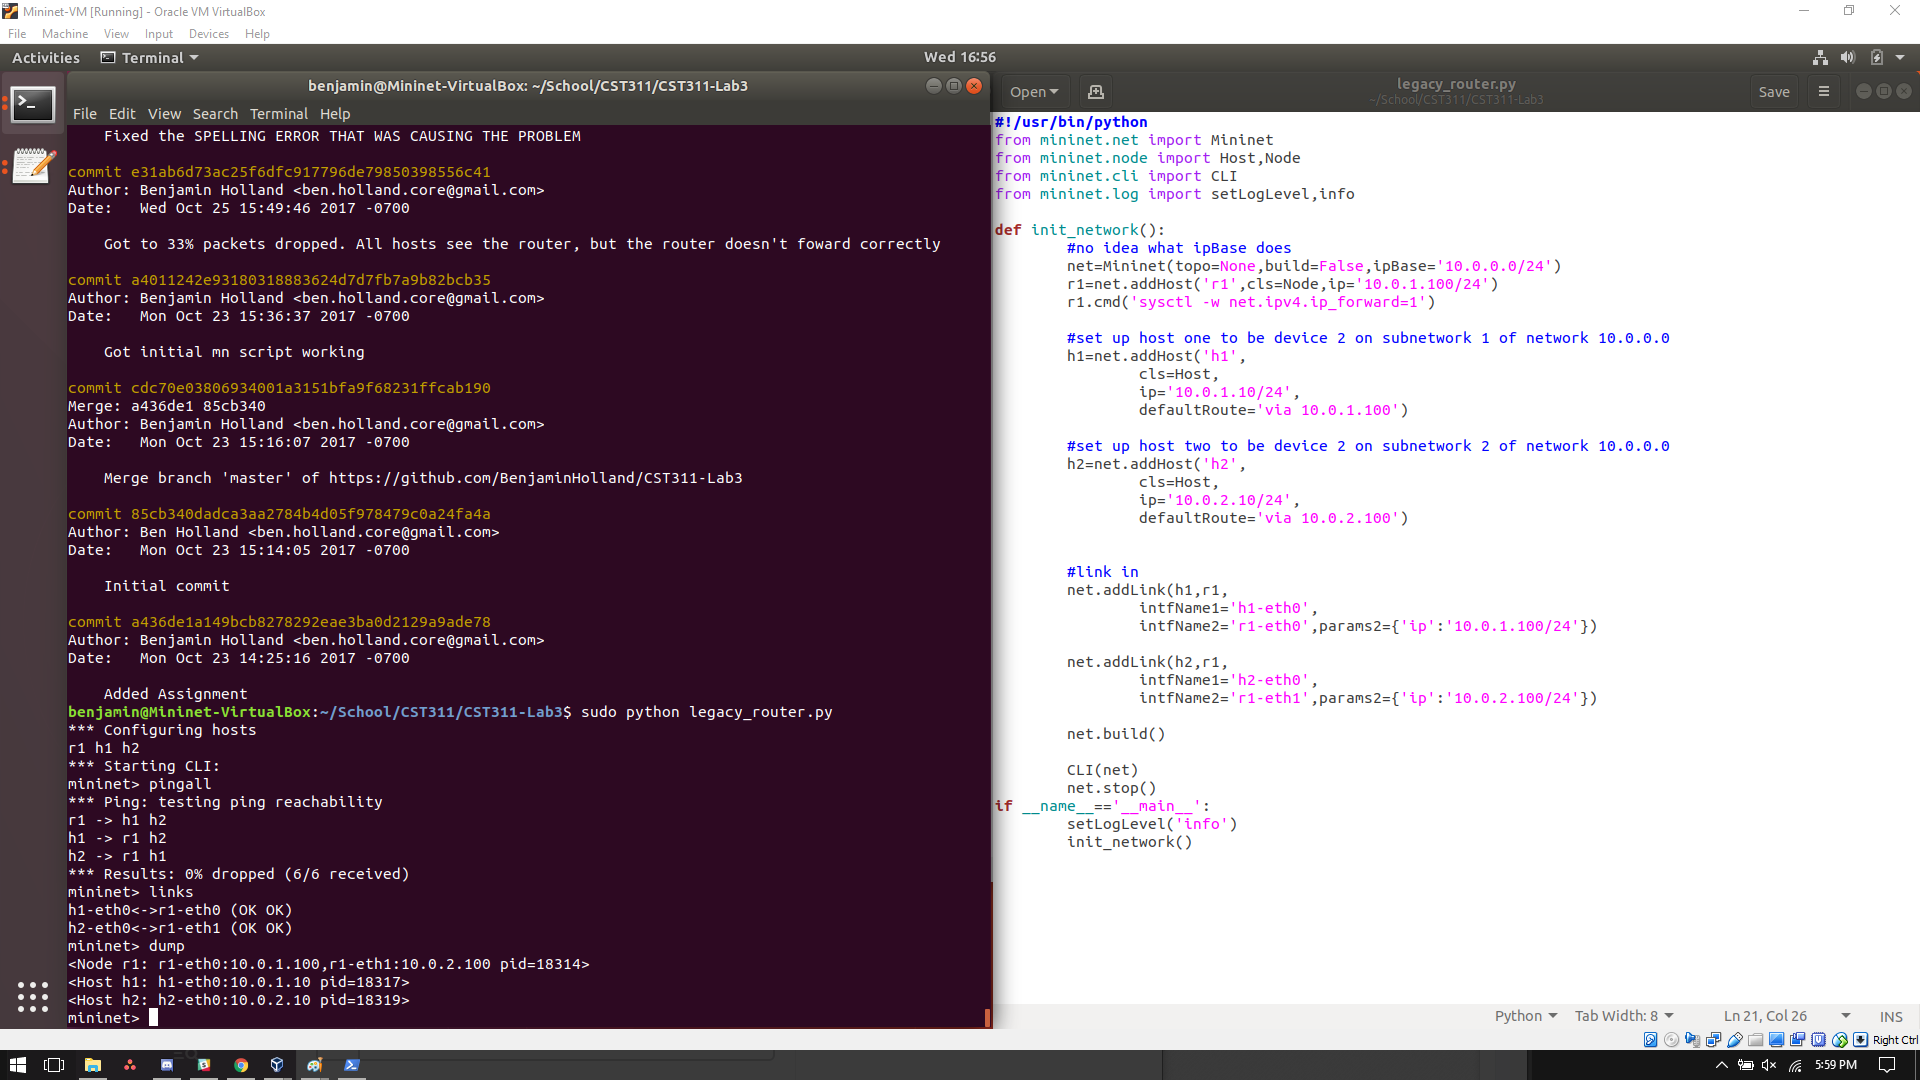 Mininet-VM [Running] - Oracle VM VirtualBox
File Machine View Input Devices Help
Activities Terminal Wed 16:56
benjamin@Mininet-VirtualBox: ~/School/CST311/CST311-Lab3
File Edit View Search Terminal Help
Fixed the SPELLING ERROR THAT WAS CAUSING THE PROBLEM
commit e31ab6d73ac25f6dfc917796de79850398556c41
Author: Benjamin Holland <ben.holland.core@gmail.com>
Date: Wed Oct 25 15:49:46 2017 -0700
Got to 33% packets dropped. All hosts see the router, but the router doesn't foward correctly
commit a4011242e93180318883624d7d7fb7a9b82bcb35
Author: Benjamin Holland <ben.holland.core@gmail.com>
Date: Mon Oct 23 15:36:37 2017 -0700
Got initial mn script working
commit cdc70e03806934001a3151bfa9f68231ffcab190
Merge: a436de1 85cb340
Author: Benjamin Holland <ben.holland.core@gmail.com>
Date: Mon Oct 23 15:16:07 2017 -0700
Merge branch 'master' of https://github.com/BenjaminHolland/CST311-Lab3
commit 85cb340dadca3aa2784b4d05f978479c0a24fa4a
Author: Ben Holland <ben.holland.core@gmail.com>
Date: Mon Oct 23 15:14:05 2017 -0700
Initial commit
commit a436de1a149bcb8278292eae3ba0d2129a9ade78
Author: Benjamin Holland <ben.holland.core@gmail.com>
Date: Mon Oct 23 14:25:16 2017 -0700
Added Assignment
benjamin@Mininet-VirtualBox:~/School/CST311/CST311-Lab3$ sudo python legacy_router.py
*** Configuring hosts
r1 h1 h2
*** Starting CLI:
mininet> pingall
*** Ping: testing ping reachability
r1 -> h1 h2
h1 -> r1 h2
h2 -> r1 h1
*** Results: 0% dropped (6/6 received)
mininet> links
h1-eth0<->r1-eth0 (OK OK)
h2-eth0<->r1-eth1 (OK OK)
mininet> dump
<Node r1: r1-eth0:10.0.1.100,r1-eth1:10.0.2.100 pid=18314>
<Host h1: h1-eth0:10.0.1.10 pid=18317>
<Host h2: h2-eth0:10.0.2.10 pid=18319>
mininet>
Open legacy_router.py Save
~/School/CST311/CST311-Lab3
#!/usr/bin/python
from mininet.net import Mininet
from mininet.node import Host,Node
from mininet.cli import CLI
from mininet.log import setLogLevel,info
def init_network():
#no idea what ipBase does
net=Mininet(topo=None,build=False,ipBase='10.0.0.0/24')
r1=net.addHost('r1',cls=Node,ip='10.0.1.100/24')
r1.cmd('sysctl -w net.ipv4.ip_forward=1')
#set up host one to be device 2 on subnetwork 1 of network 10.0.0.0
h1=net.addHost('h1',
cls=Host,
ip='10.0.1.10/24',
defaultRoute='via 10.0.1.100')
#set up host two to be device 2 on subnetwork 2 of network 10.0.0.0
h2=net.addHost('h2',
cls=Host,
ip='10.0.2.10/24',
defaultRoute='via 10.0.2.100')
#link in
net.addLink(h1,r1,
intfName1='h1-eth0',
intfName2='r1-eth0',params2={'ip':'10.0.1.100/24'})
net.addLink(h2,r1,
intfName1='h2-eth0',
intfName2='r1-eth1',params2={'ip':'10.0.2.100/24'})
net.build()
CLI(net)
net.stop()
if __name__=='__main__':
setLogLevel('info')
init_network()
Python Tab Width: 8 Ln 21, Col 26 INS
Right Ctrl
5:59 PM